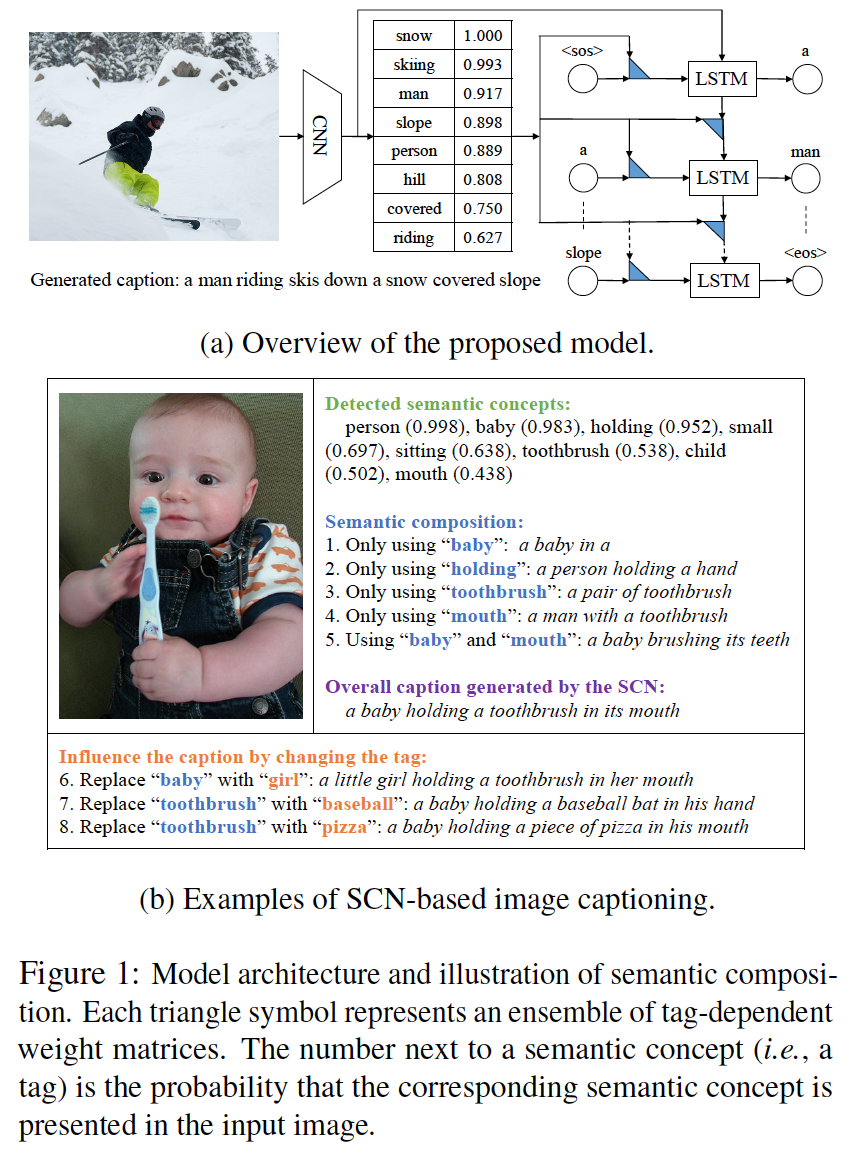 snow 1.000
skiing 0.993
man 0.917
slope 0.898
person 0.889
hill 0.808
covered 0.750
riding 0.627
CNN
<sos>
LSTM
a
a
LSTM
man
slope
LSTM
<eos>
Generated caption: a man riding skis down a snow covered slope
(a) Overview of the proposed model.
Detected semantic concepts:
person (0.998), baby (0.983), holding (0.952), small
(0.697), sitting (0.638), toothbrush (0.538), child
(0.502), mouth (0.438)
Semantic composition:
1. Only using “baby”: a baby in a
2. Only using “holding”: a person holding a hand
3. Only using “toothbrush”: a pair of toothbrush
4. Only using “mouth”: a man with a toothbrush
5. Using “baby” and “mouth”: a baby brushing its teeth
Overall caption generated by the SCN:
a baby holding a toothbrush in its mouth
Influence the caption by changing the tag:
6. Replace “baby” with “girl”: a little girl holding a toothbrush in her mouth
7. Replace “toothbrush” with “baseball”: a baby holding a baseball bat in his hand
8. Replace “toothbrush” with “pizza”: a baby holding a piece of pizza in his mouth
(b) Examples of SCN-based image captioning.
Figure 1: Model architecture and illustration of semantic composi-
tion. Each triangle symbol represents an ensemble of tag-dependent
weight matrices. The number next to a semantic concept (i.e., a
tag) is the probability that the corresponding semantic concept is
presented in the input image.